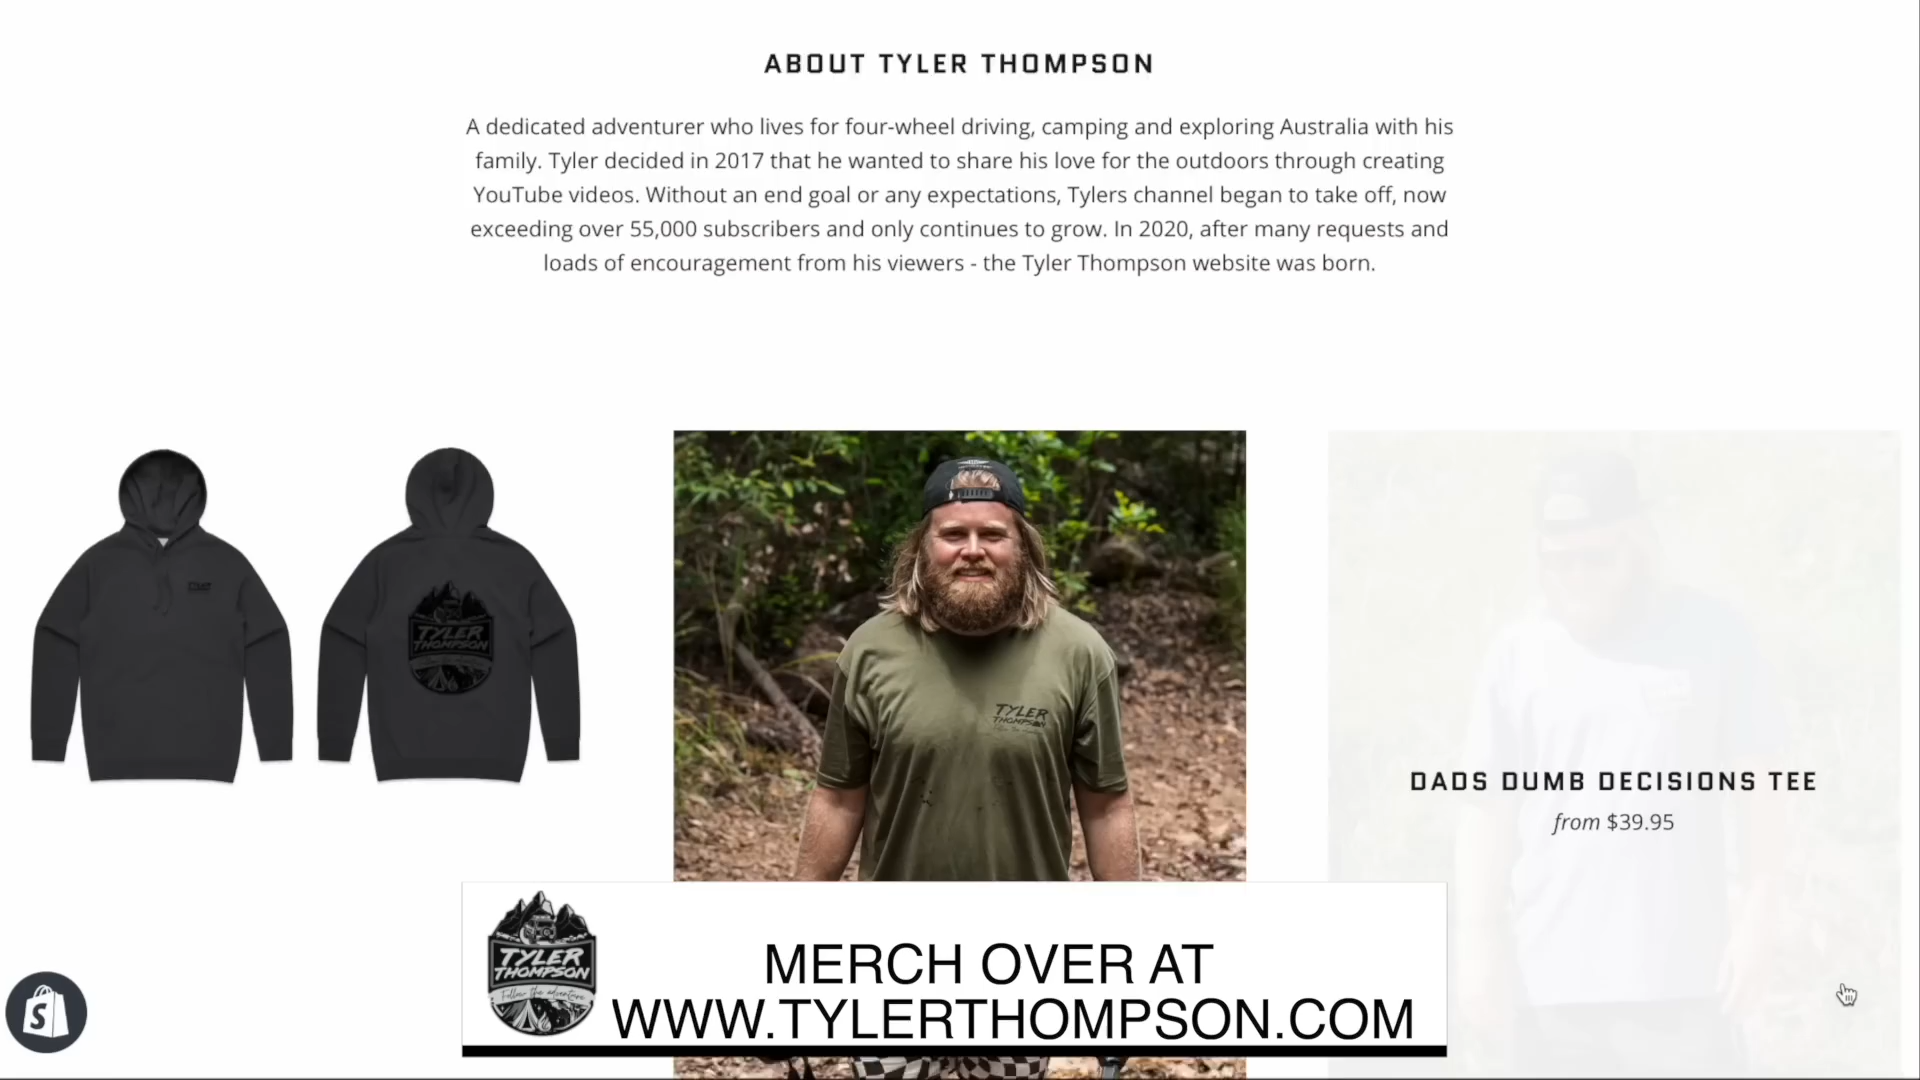 ABOUT TYLER THOMPSON
A dedicated adventurer who lives for four-wheel driving, camping and exploring Australia with his
family. Tyler decided in 2017 that he wanted to share his love for the outdoors through creating
YouTube videos. Without an end goal or any expectations, Tylers channel began to take off, now
exceeding over 55,000 subscribers and only continues to grow. In 2020, after many requests and
loads of encouragement from his viewers - the Tyler Thompson website was born.
TYLER
TYLER
THOMPSON
TYLER
THOMPSON
DADS DUMB DECISIONS TEE
from $39.95
TYLER
THOMPSON
Follow the adventure
MERCH OVER AT
WWW.TYLERTHOMPSON.COM
S